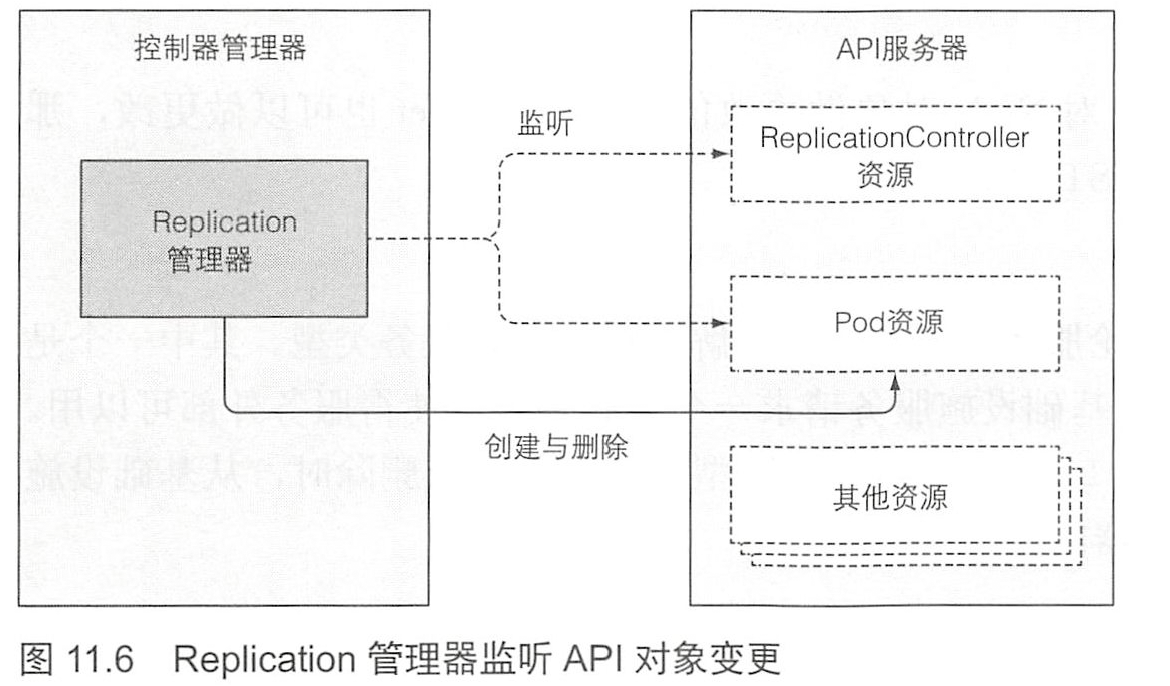 控制器管理器
API服务器
监听
ReplicationController
资源
Replication
管理器
Pod资源
创建与删除
其他资源
图 11.6 Replication 管理器监听 API 对象变更